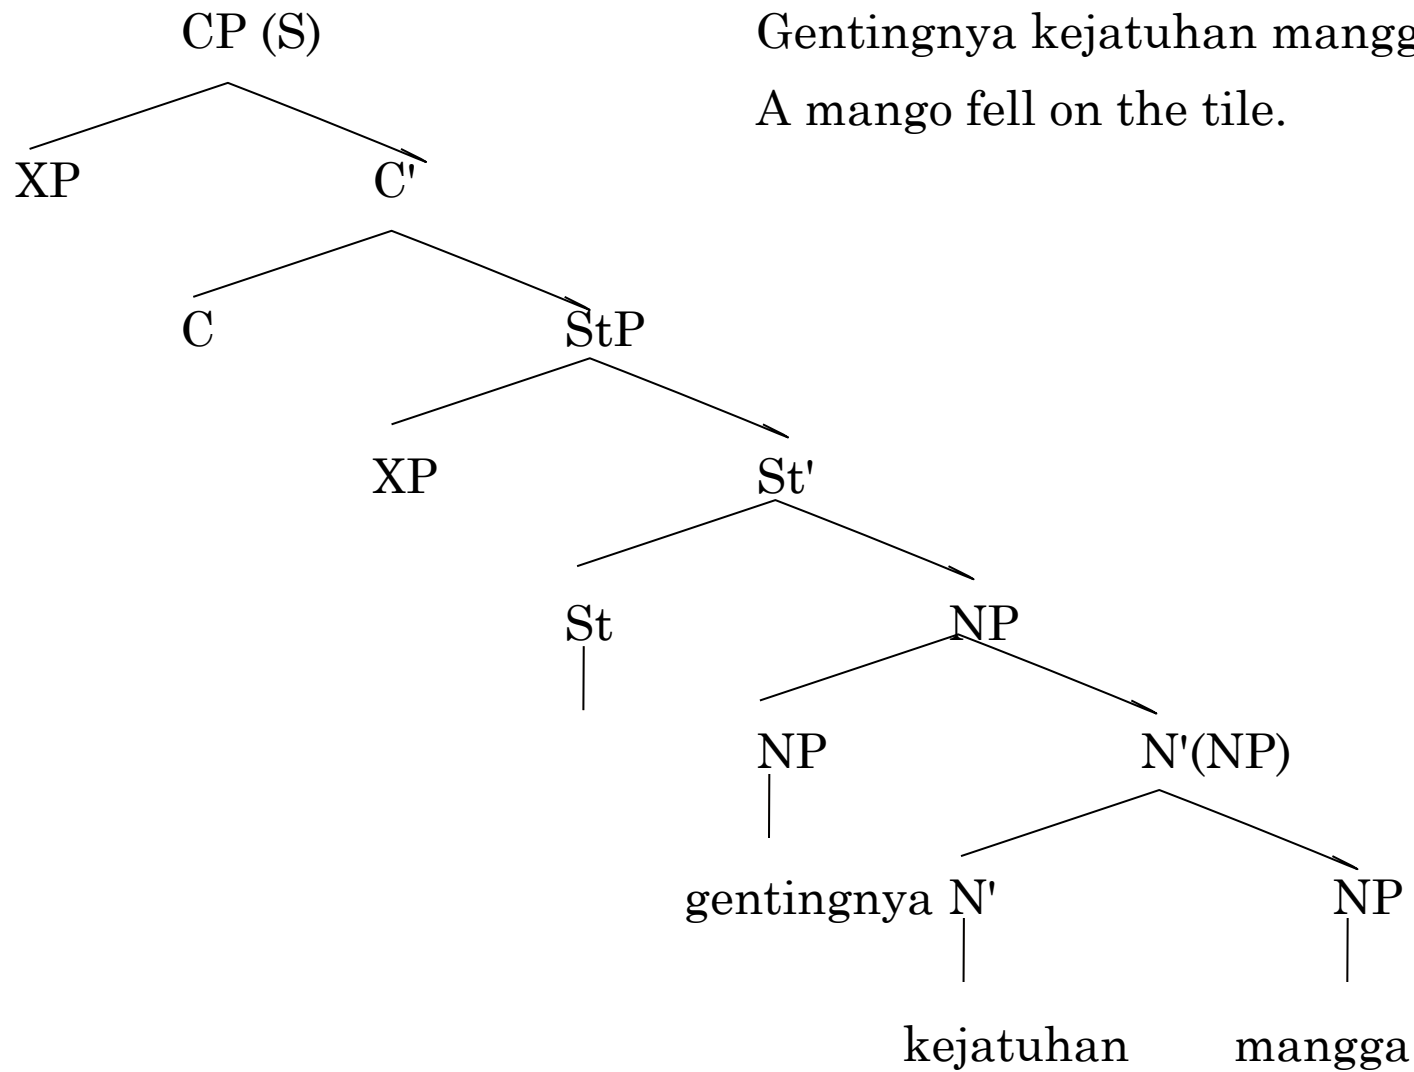 CP (S)
Gentingnya kejatuhan mangg
A mango fell on the tile.
XP
C'
C
StP
XP
St'
St
NP
NP
N'(NP)
gentingnya
N'
NP
kejatuhan
mangga